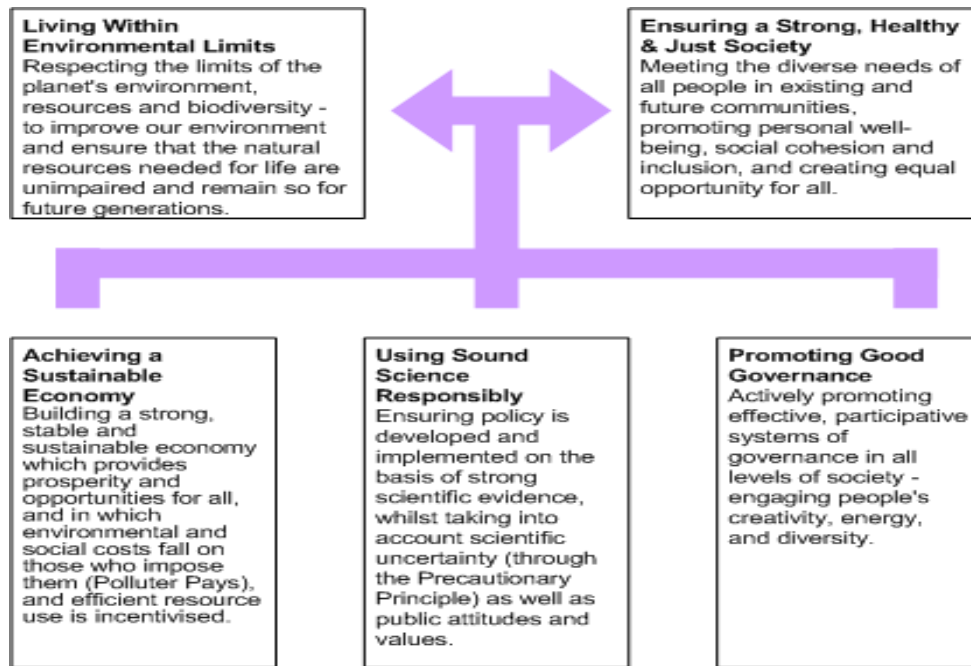 Living Within
Environmental Limits
Respecting the limits of the
planet's environment,
resources and biodiversity -
to improve our environment
and ensure that the natural
resources needed for life are
unimpaired and remain so for
future generations.
Ensuring a Strong, Healthy
& Just Society
Meeting the diverse needs of
all people in existing and
future communities,
promoting personal well-
being, social cohesion and
inclusion, and creating equal
opportunity for all.
Achieving a
Sustainable
Economy
Building a strong,
stable and
sustainable economy
which provides
prosperity and
opportunities for all,
and in which
environmental and
social costs fall on
those who impose
them (Polluter Pays),
and efficient resource
use is incentivised.
Using Sound
Science
Responsibly
Ensuring policy is
developed and
implemented on the
basis of strong
scientific evidence,
whilst taking into
account scientific
uncertainty (through
the Precautionary
Principle) as well as
public attitudes and
values.
Promoting Good
Governance
Actively promoting
effective, participative
systems of
governance in all
levels of society -
engaging people's
creativity, energy,
and diversity.